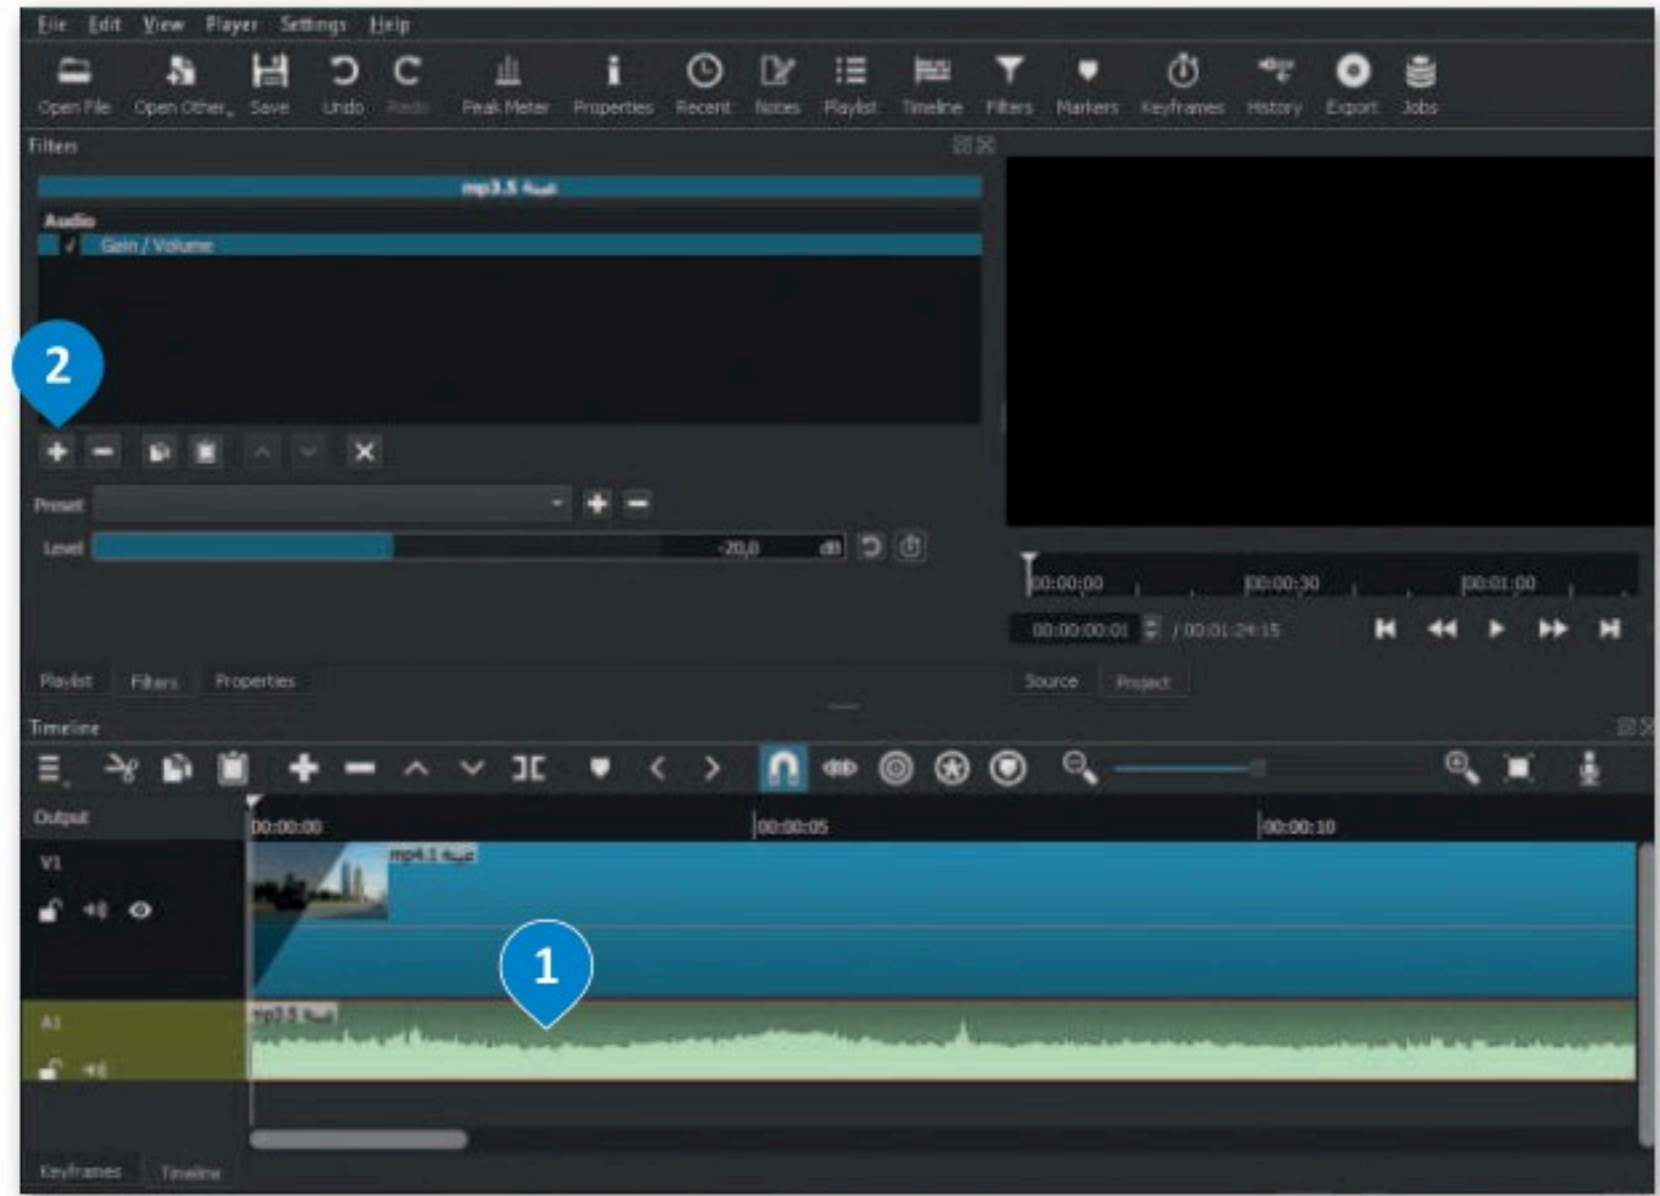 File Edit View Player Settings Help
Open File Open Other... Save Undo Redo Peak Meter Properties Recent Notes Playlist Timeline Filters Markers Keyframes History Export Jobs
Filters
mp3.5 عينة
Audio
Gain / Volume
2
Preset
Level -20,0 dB
00:00:00 00:00:30 00:01:00
00:00:00:01 / 00:01:24:15
Playlist Filters Properties
Source Project
Timeline
Output
00:00:00 00:00:05 00:00:10
V1
mp4.1 عينة
1
A1
mp3.5 عينة
Keyframes Timeline